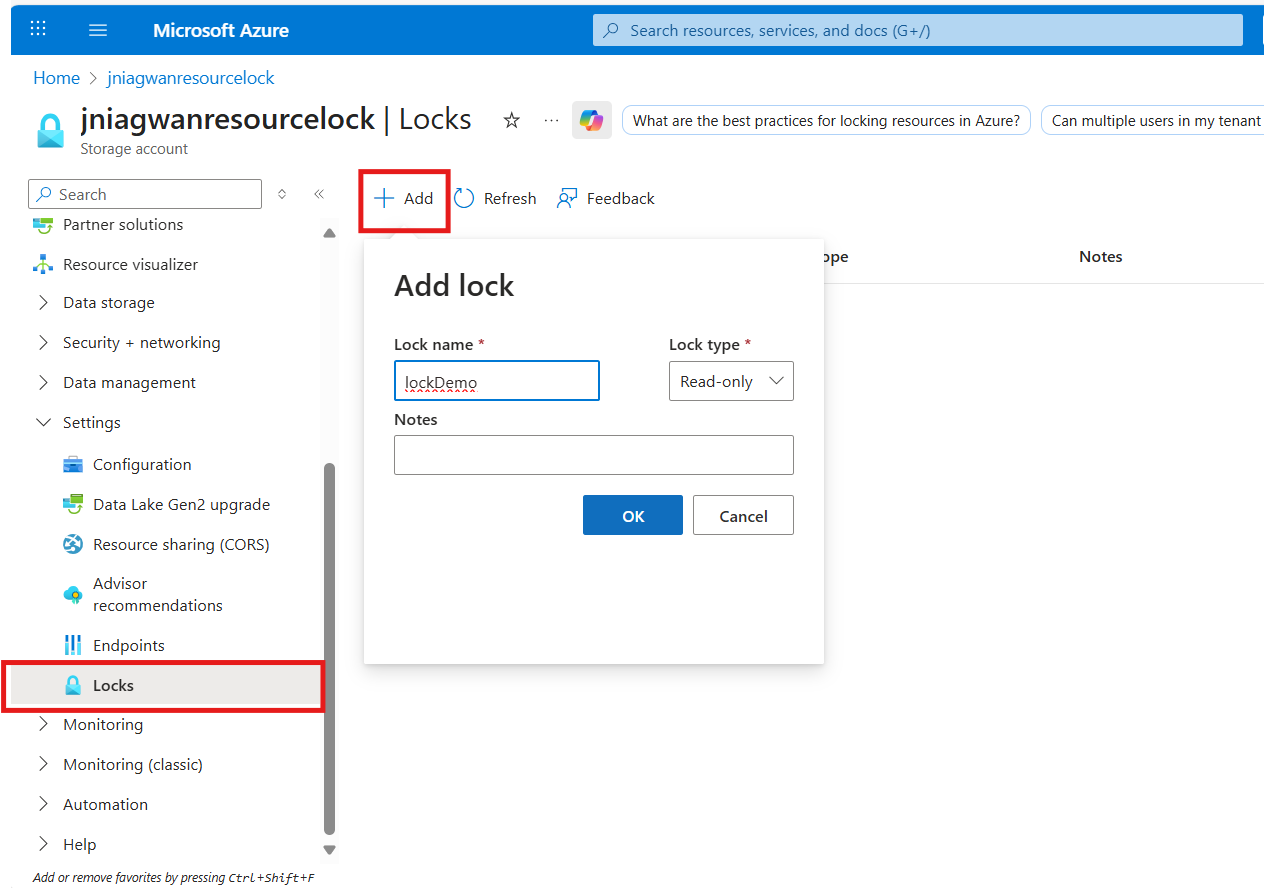 Microsoft Azure
Search resources, services, and docs (G+/)
Home > jniagwanresourcelock
jniagwanresourcelock | Locks
Storage account
What are the best practices for locking resources in Azure?
Can multiple users in my tenant
Search
Add
Refresh
Feedback
Partner solutions
Resource visualizer
Data storage
Security + networking
Data management
Settings
Configuration
Data Lake Gen2 upgrade
Resource sharing (CORS)
Advisor
recommendations
Endpoints
Locks
Monitoring
Monitoring (classic)
Automation
Help
Add or remove favorites by pressing Ctrl+Shift+F
ope
Notes
Add lock
Lock name *
Lock type *
lockDemo
Read-only
Notes
OK
Cancel